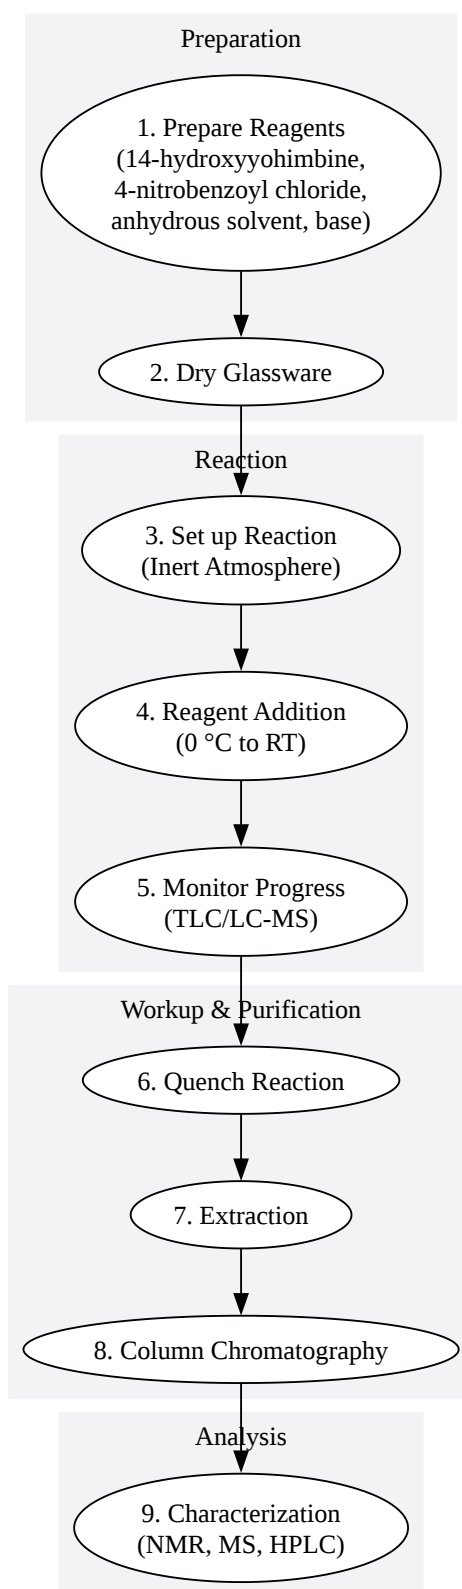 Preparation
1. Prepare Reagents
(14-hydroxyyohimbine,
4-nitrobenzoyl chloride,
anhydrous solvent, base)
2. Dry Glassware
Reaction
3. Set up Reaction
(Inert Atmosphere)
4. Reagent Addition
(0 °C to RT)
5. Monitor Progress
(TLC/LC-MS)
Workup & Purification
6. Quench Reaction
7. Extraction
8. Column Chromatography
Analysis
9. Characterization
(NMR, MS, HPLC)